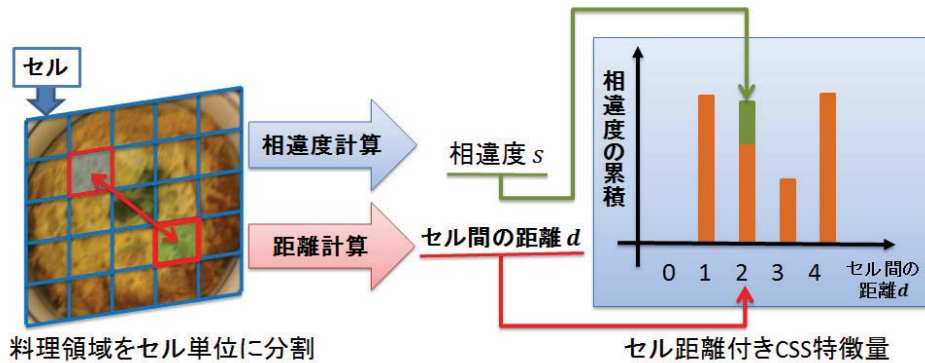 セル
相違度計算
距離計算
相違度 s
セル間の距離 d
相違度の累積
0 1 2 3 4
セル間の
距離d
料理領域をセル単位に分割
セル距離付きCSS特徴量